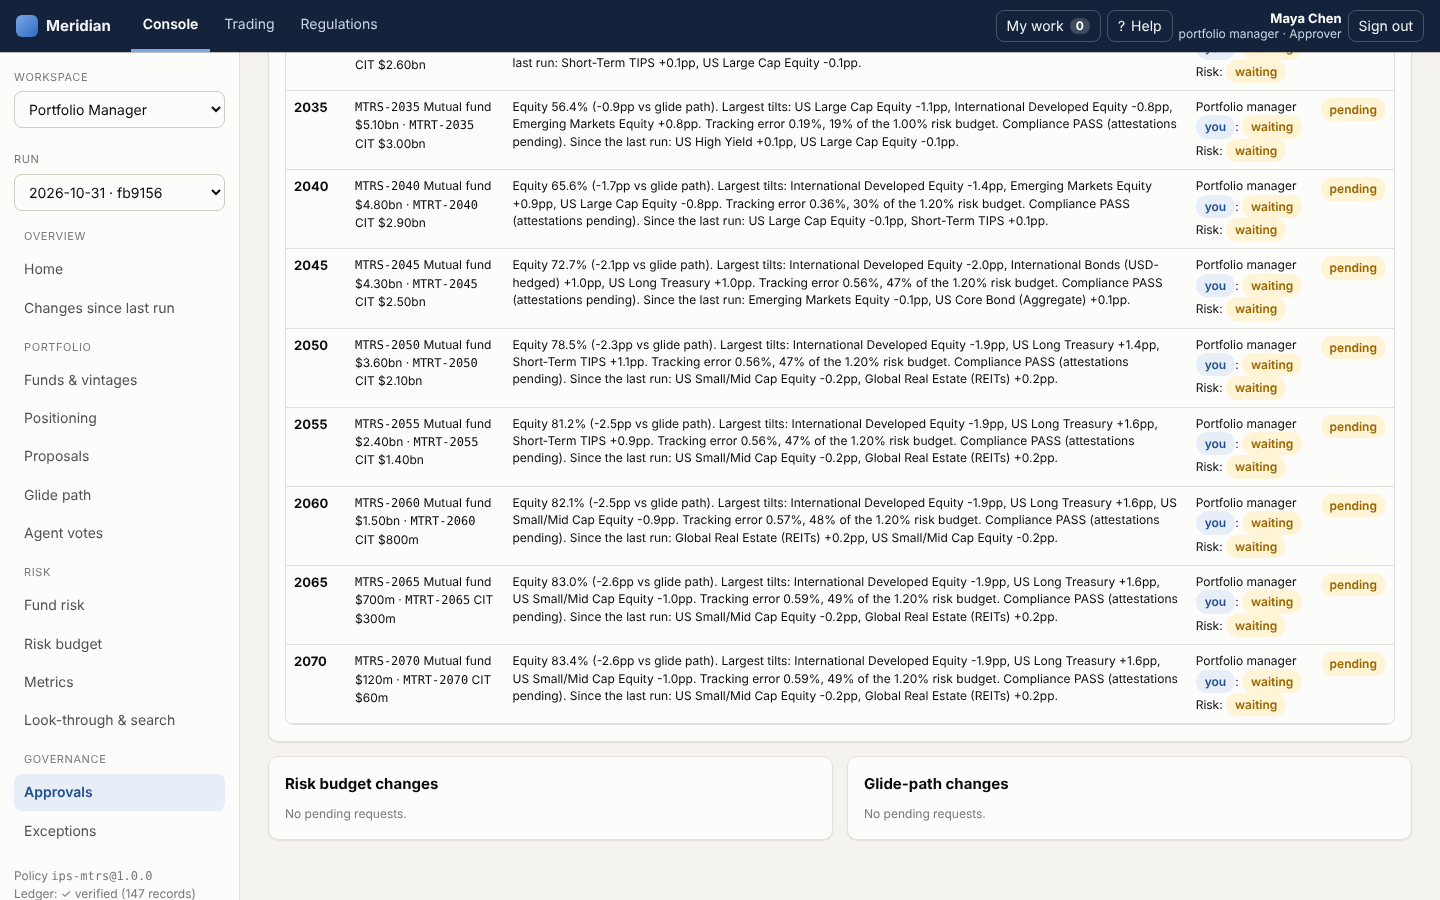 Meridian
Console
Trading
Regulations
My work 0
? Help
Maya Chen
portfolio manager · Approver
Sign out
WORKSPACE
Portfolio Manager
RUN
2026-10-31 · fb9156
OVERVIEW
Home
Changes since last run
PORTFOLIO
Funds & vintages
Positioning
Proposals
Glide path
Agent votes
RISK
Fund risk
Risk budget
Metrics
Look-through & search
GOVERNANCE
Approvals
Exceptions
Policy ips-mtrs@1.0.0
Ledger: ✓ verified (147 records)
CIT $2.60bn
last run: Short-Term TIPS +0.1pp, US Large Cap Equity -0.1pp.
Risk: waiting
2035
MTRS-2035 Mutual fund
$5.10bn · MTRT-2035
CIT $3.00bn
Equity 56.4% (-0.9pp vs glide path). Largest tilts: US Large Cap Equity -1.1pp, International Developed Equity -0.8pp,
Emerging Markets Equity +0.8pp. Tracking error 0.19%, 19% of the 1.00% risk budget. Compliance PASS (attestations
pending). Since the last run: US High Yield +0.1pp, US Large Cap Equity -0.1pp.
Portfolio manager
you : waiting
Risk: waiting
pending
2040
MTRS-2040 Mutual fund
$4.80bn · MTRT-2040
CIT $2.90bn
Equity 65.6% (-1.7pp vs glide path). Largest tilts: International Developed Equity -1.4pp, Emerging Markets Equity
+0.9pp, US Large Cap Equity -0.8pp. Tracking error 0.36%, 30% of the 1.20% risk budget. Compliance PASS
(attestations pending). Since the last run: US Large Cap Equity -0.1pp, Short-Term TIPS +0.1pp.
Portfolio manager
you : waiting
Risk: waiting
pending
2045
MTRS-2045 Mutual fund
$4.30bn · MTRT-2045
CIT $2.50bn
Equity 72.7% (-2.1pp vs glide path). Largest tilts: International Developed Equity -2.0pp, International Bonds (USD-
hedged) +1.0pp, US Long Treasury +1.0pp. Tracking error 0.56%, 47% of the 1.20% risk budget. Compliance PASS
(attestations pending). Since the last run: Emerging Markets Equity -0.1pp, US Core Bond (Aggregate) +0.1pp.
Portfolio manager
you : waiting
Risk: waiting
pending
2050
MTRS-2050 Mutual fund
$3.60bn · MTRT-2050
CIT $2.10bn
Equity 78.5% (-2.3pp vs glide path). Largest tilts: International Developed Equity -1.9pp, US Long Treasury +1.4pp,
Short-Term TIPS +1.1pp. Tracking error 0.56%, 47% of the 1.20% risk budget. Compliance PASS (attestations
pending). Since the last run: US Small/Mid Cap Equity -0.2pp, Global Real Estate (REITs) +0.2pp.
Portfolio manager
you : waiting
Risk: waiting
pending
2055
MTRS-2055 Mutual fund
$2.40bn · MTRT-2055
CIT $1.40bn
Equity 81.2% (-2.5pp vs glide path). Largest tilts: International Developed Equity -1.9pp, US Long Treasury +1.6pp,
Short-Term TIPS +0.9pp. Tracking error 0.56%, 47% of the 1.20% risk budget. Compliance PASS (attestations
pending). Since the last run: US Small/Mid Cap Equity -0.2pp, Global Real Estate (REITs) +0.2pp.
Portfolio manager
you : waiting
Risk: waiting
pending
2060
MTRS-2060 Mutual fund
$1.50bn · MTRT-2060
CIT $800m
Equity 82.1% (-2.5pp vs glide path). Largest tilts: International Developed Equity -1.9pp, US Long Treasury +1.6pp, US
Small/Mid Cap Equity -0.9pp. Tracking error 0.57%, 48% of the 1.20% risk budget. Compliance PASS (attestations
pending). Since the last run: Global Real Estate (REITs) +0.2pp, US Small/Mid Cap Equity -0.2pp.
Portfolio manager
you : waiting
Risk: waiting
pending
2065
MTRS-2065 Mutual fund
$700m · MTRT-2065 CIT
$300m
Equity 83.0% (-2.6pp vs glide path). Largest tilts: International Developed Equity -1.9pp, US Long Treasury +1.6pp,
US Small/Mid Cap Equity -1.0pp. Tracking error 0.59%, 49% of the 1.20% risk budget. Compliance PASS (attestations
pending). Since the last run: US Small/Mid Cap Equity -0.2pp, Global Real Estate (REITs) +0.2pp.
Portfolio manager
you : waiting
Risk: waiting
pending
2070
MTRS-2070 Mutual fund
$120m · MTRT-2070 CIT
$60m
Equity 83.4% (-2.6pp vs glide path). Largest tilts: International Developed Equity -1.9pp, US Long Treasury +1.6pp,
US Small/Mid Cap Equity -1.0pp. Tracking error 0.59%, 49% of the 1.20% risk budget. Compliance PASS (attestations
pending). Since the last run: US Small/Mid Cap Equity -0.2pp, Global Real Estate (REITs) +0.2pp.
Portfolio manager
you : waiting
Risk: waiting
pending
Risk budget changes
No pending requests.
Glide-path changes
No pending requests.